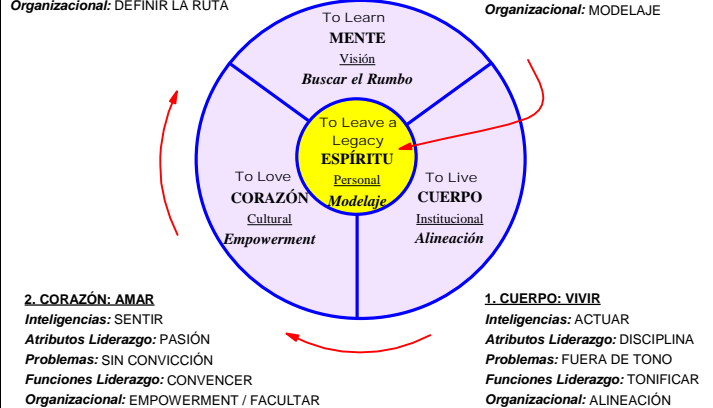 Organizacional: DEFINIR LA RUTA
Organizacional: MODELAJE
To Learn
MENTE
Visión
Buscar el Rumbo
To Leave a
Legacy
ESPÍRITU
Personal
Modelaje
To Love
CORAZÓN
Cultural
Empowerment
To Live
CUERPO
Institucional
Alineación
2. CORAZÓN: AMAR
Inteligencias: SENTIR
Atributos Liderazgo: PASIÓN
Problemas: SIN CONVICCIÓN
Funciones Liderazgo: CONVENCER
Organizacional: EMPOWERMENT / FACULTAR
1. CUERPO: VIVIR
Inteligencias: ACTUAR
Atributos Liderazgo: DISCIPLINA
Problemas: FUERA DE TONO
Funciones Liderazgo: TONIFICAR
Organizacional: ALINEACIÓN